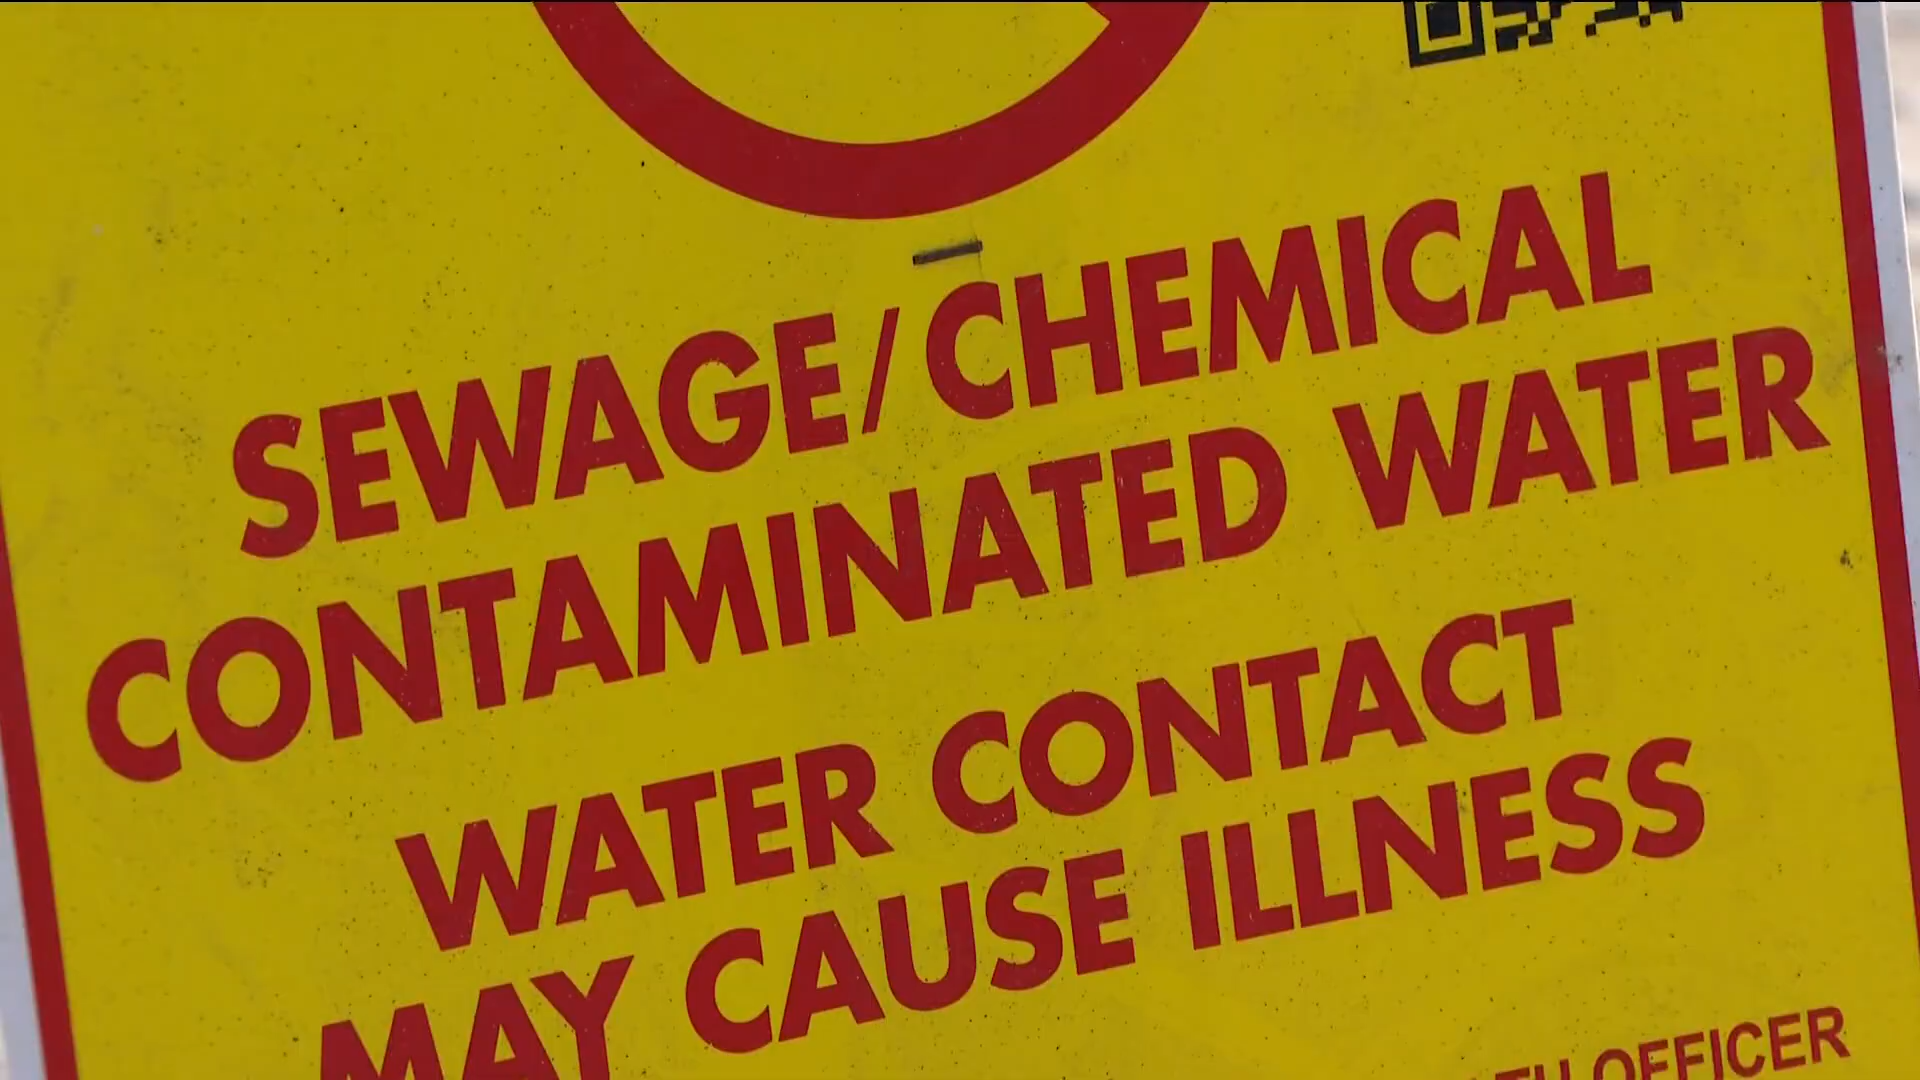 SEWAGE/CHEMICAL
CONTAMINATED WATER
WATER CONTACT
MAY CAUSE ILLNESS
OFFICER